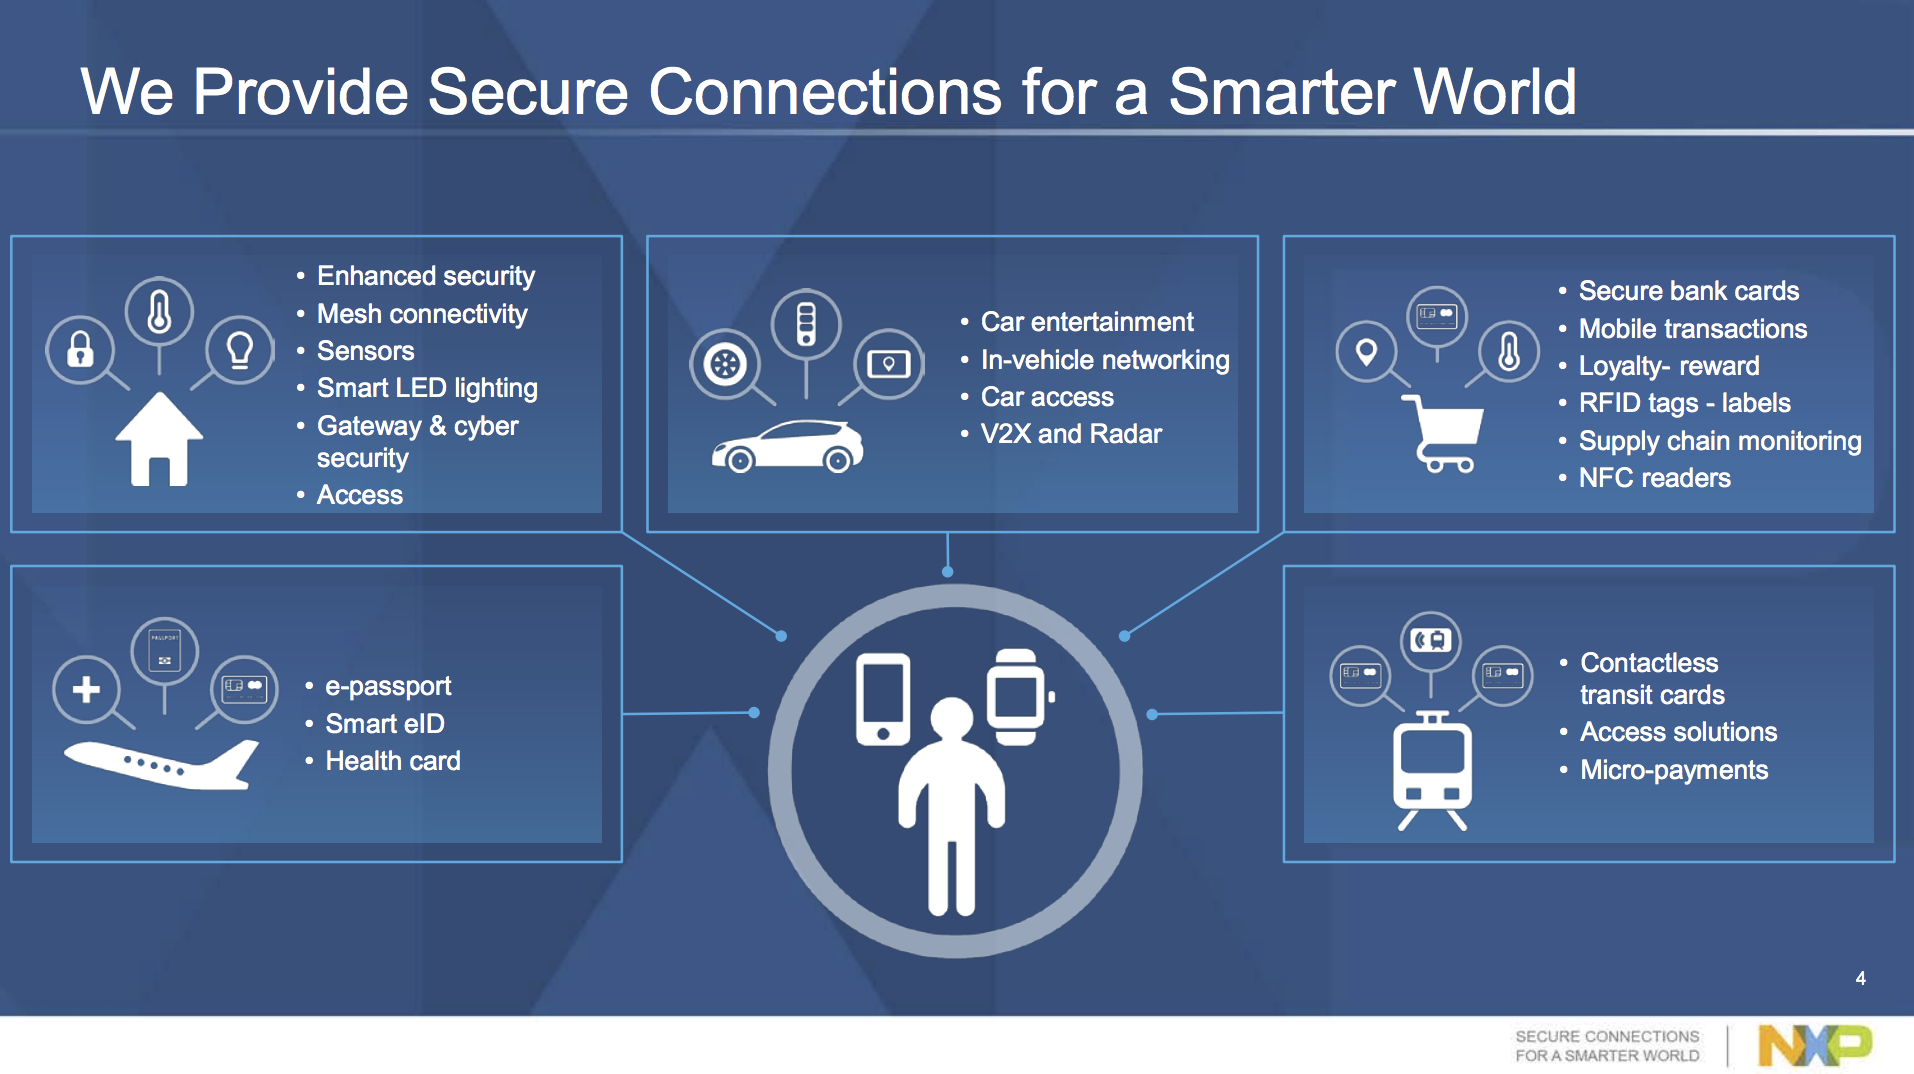 We Provide Secure Connections for a Smarter World
• Enhanced security
• Mesh connectivity
• Sensors
• Smart LED lighting
• Gateway & cyber
security
• Access
• Car entertainment
• In-vehicle networking
• Car access
• V2X and Radar
• Secure bank cards
• Mobile transactions
• Loyalty- reward
• RFID tags - labels
• Supply chain monitoring
• NFC readers
PASSPORT
• e-passport
• Smart eID
• Health card
• Contactless
transit cards
• Access solutions
• Micro-payments
4
SECURE CONNECTIONS
FOR A SMARTER WORLD
NXP